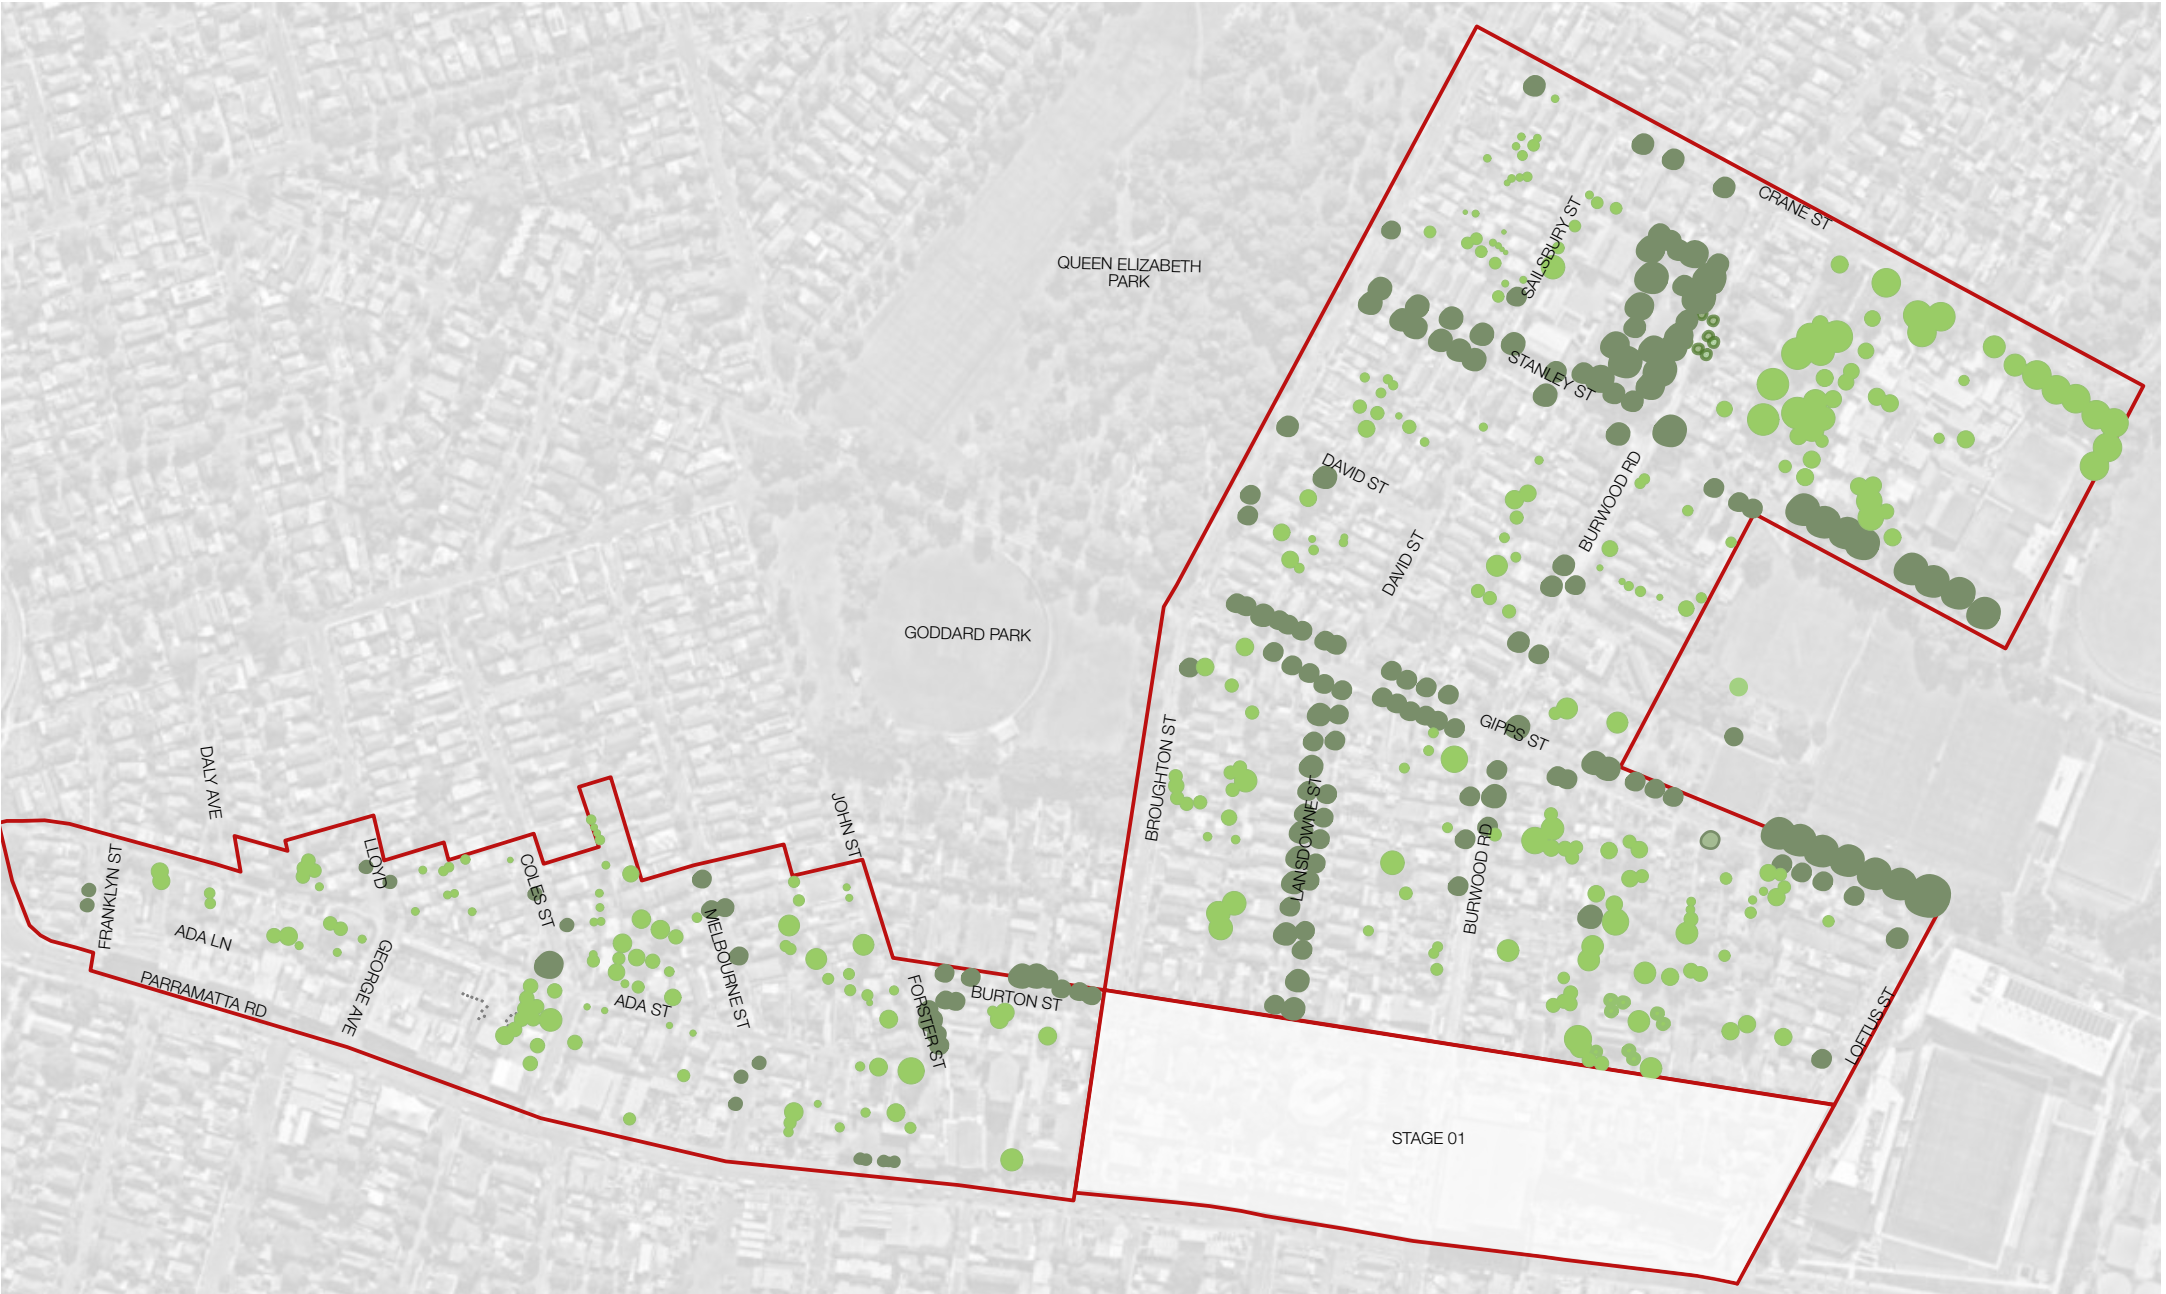 CRANE ST
SAILSBURY ST
QUEEN ELIZABETH
PARK
STANLEY ST
DAVID ST
BURWOOD RD
DAVID ST
GODDARD PARK
GIPPS ST
BROUGHTON ST
LANSDOWNE ST
BURWOOD RD
DALY AVE
JOHN ST
LLOYD
FRANKLYN ST
COLES ST
ADA LN
MELBOURNE ST
GEORGE AVE
PARRAMATTA RD
ADA ST
FORSTER ST
BURTON ST
LOFTUS ST
STAGE 01